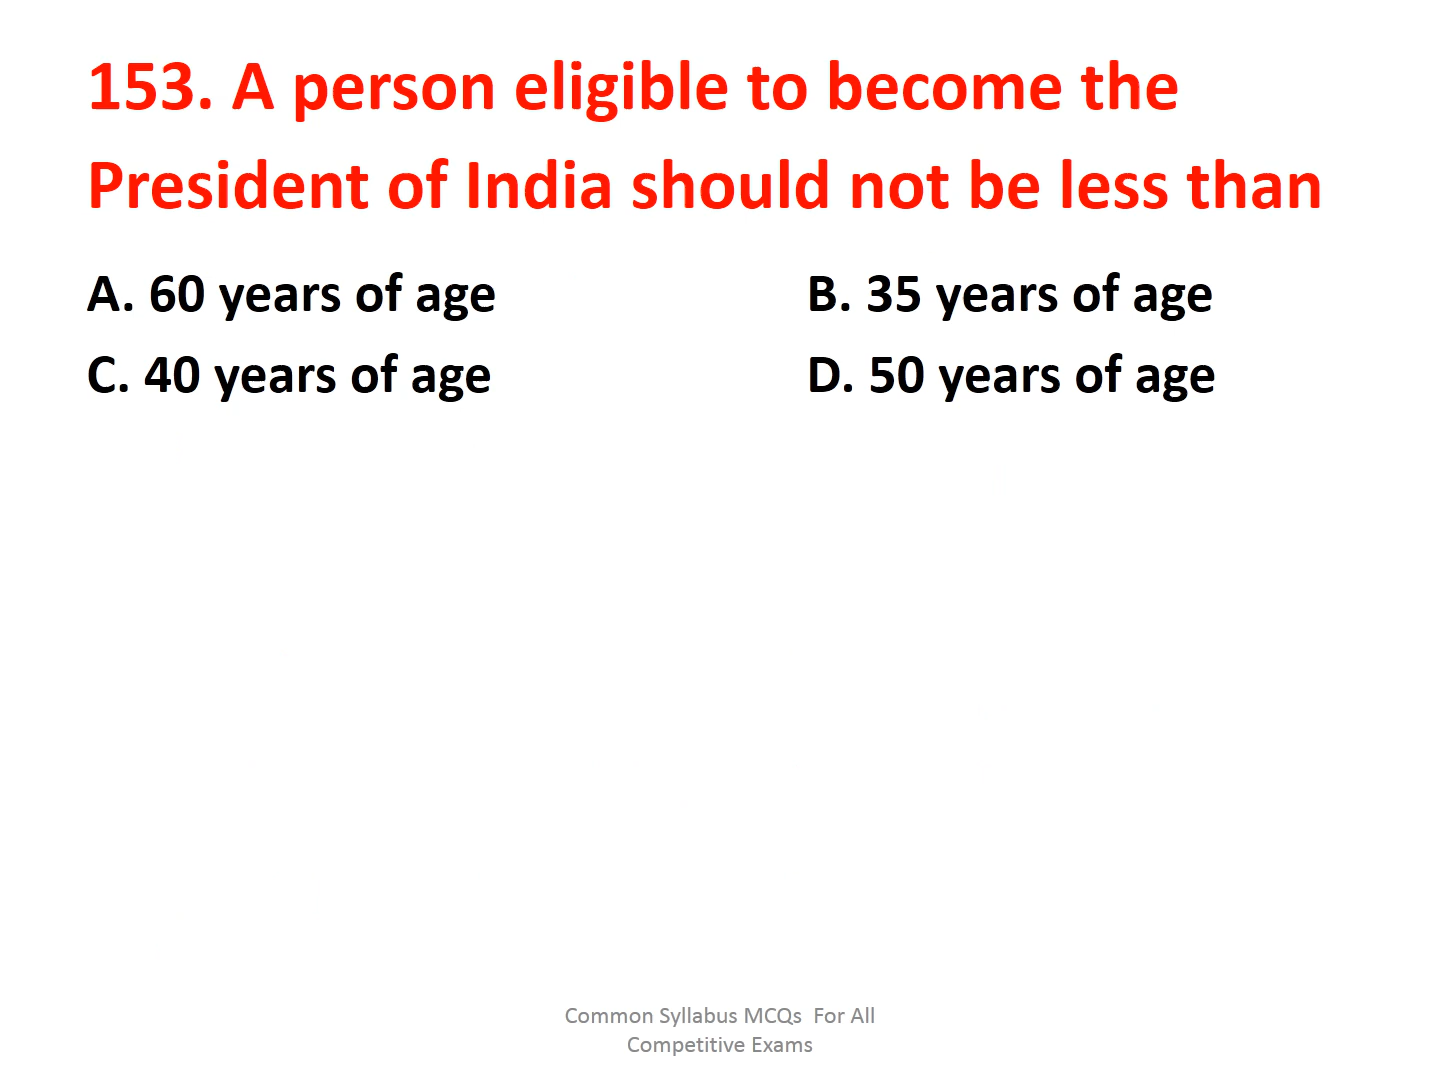 153. A person eligible to become the
President of India should not be less than
A. 60 years of age B. 35 years of age
C. 40 years of age D. 50 years of age
Common Syllabus MCQs For All
Competitive Exams